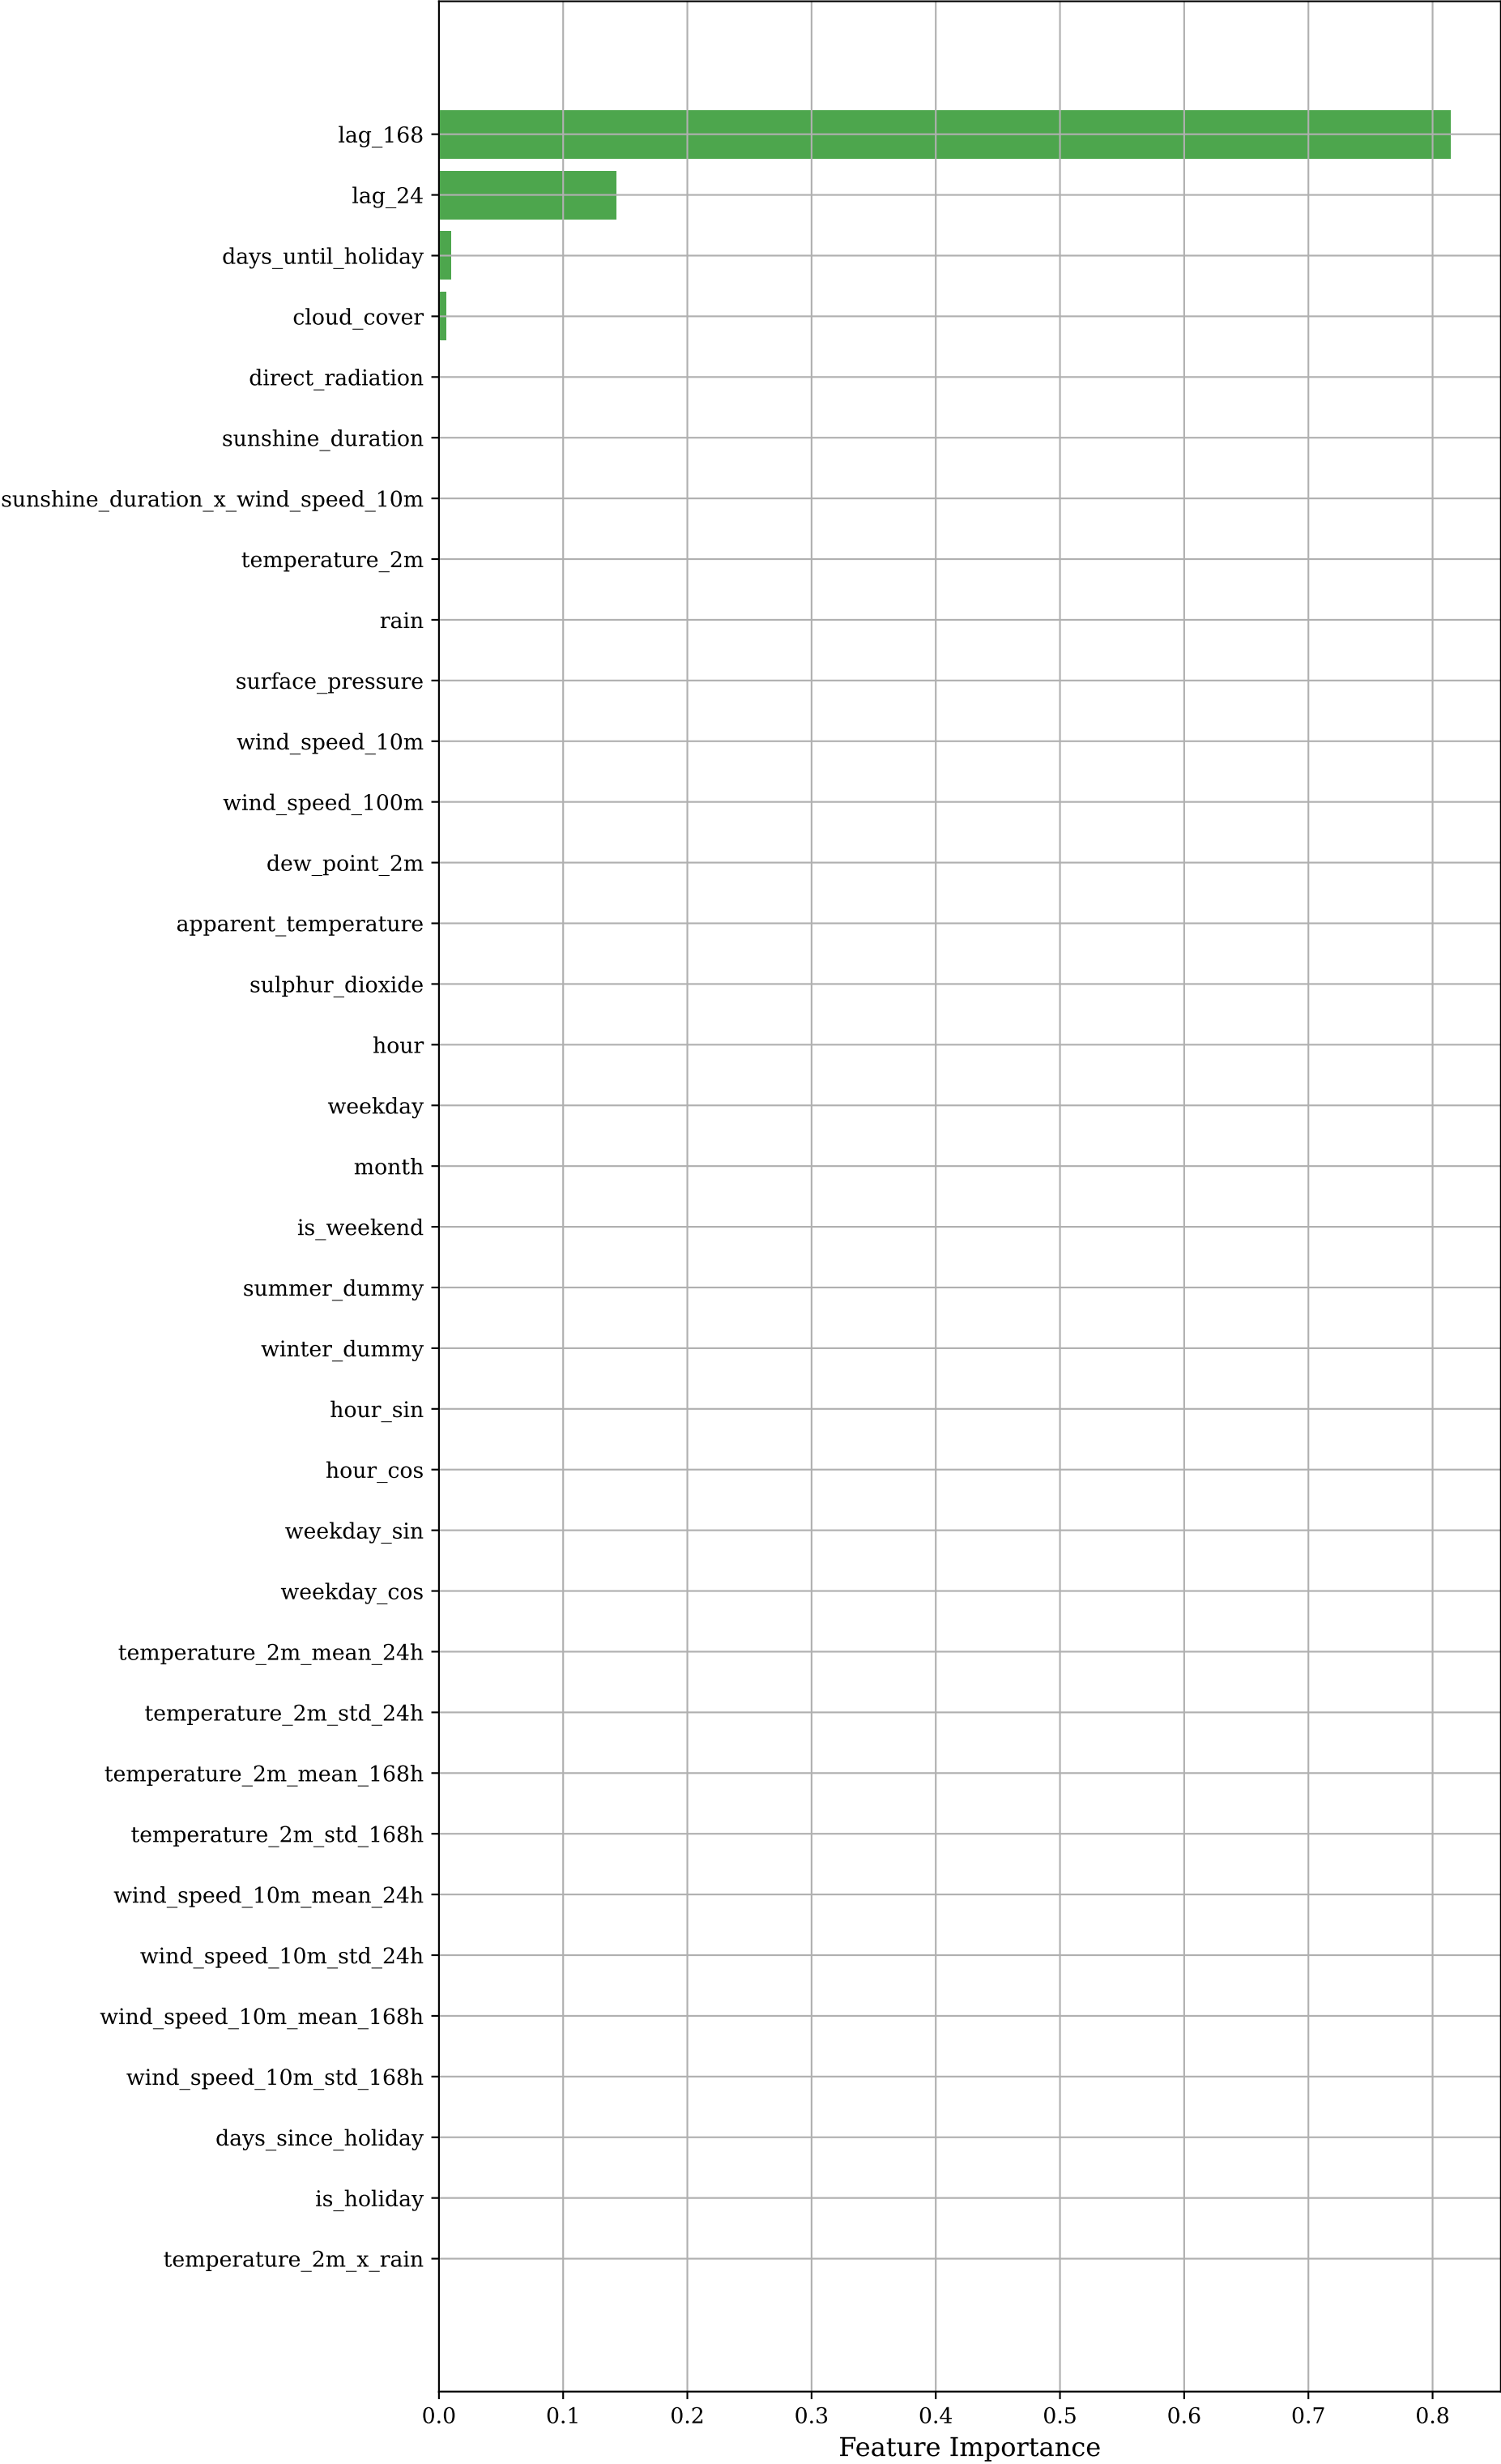 lag_168
lag_24
days_until_holiday
cloud_cover
direct_radiation
sunshine_duration
sunshine_duration_x_wind_speed_10m
temperature_2m
rain
surface_pressure
wind_speed_10m
wind_speed_100m
dew_point_2m
apparent_temperature
sulphur_dioxide
hour
weekday
month
is_weekend
summer_dummy
winter_dummy
hour_sin
hour_cos
weekday_sin
weekday_cos
temperature_2m_mean_24h
temperature_2m_std_24h
temperature_2m_mean_168h
temperature_2m_std_168h
wind_speed_10m_mean_24h
wind_speed_10m_std_24h
wind_speed_10m_mean_168h
wind_speed_10m_std_168h
days_since_holiday
is_holiday
temperature_2m_x_rain
0.0 0.1 0.2 0.3 0.4 0.5 0.6 0.7 0.8
Feature Importance